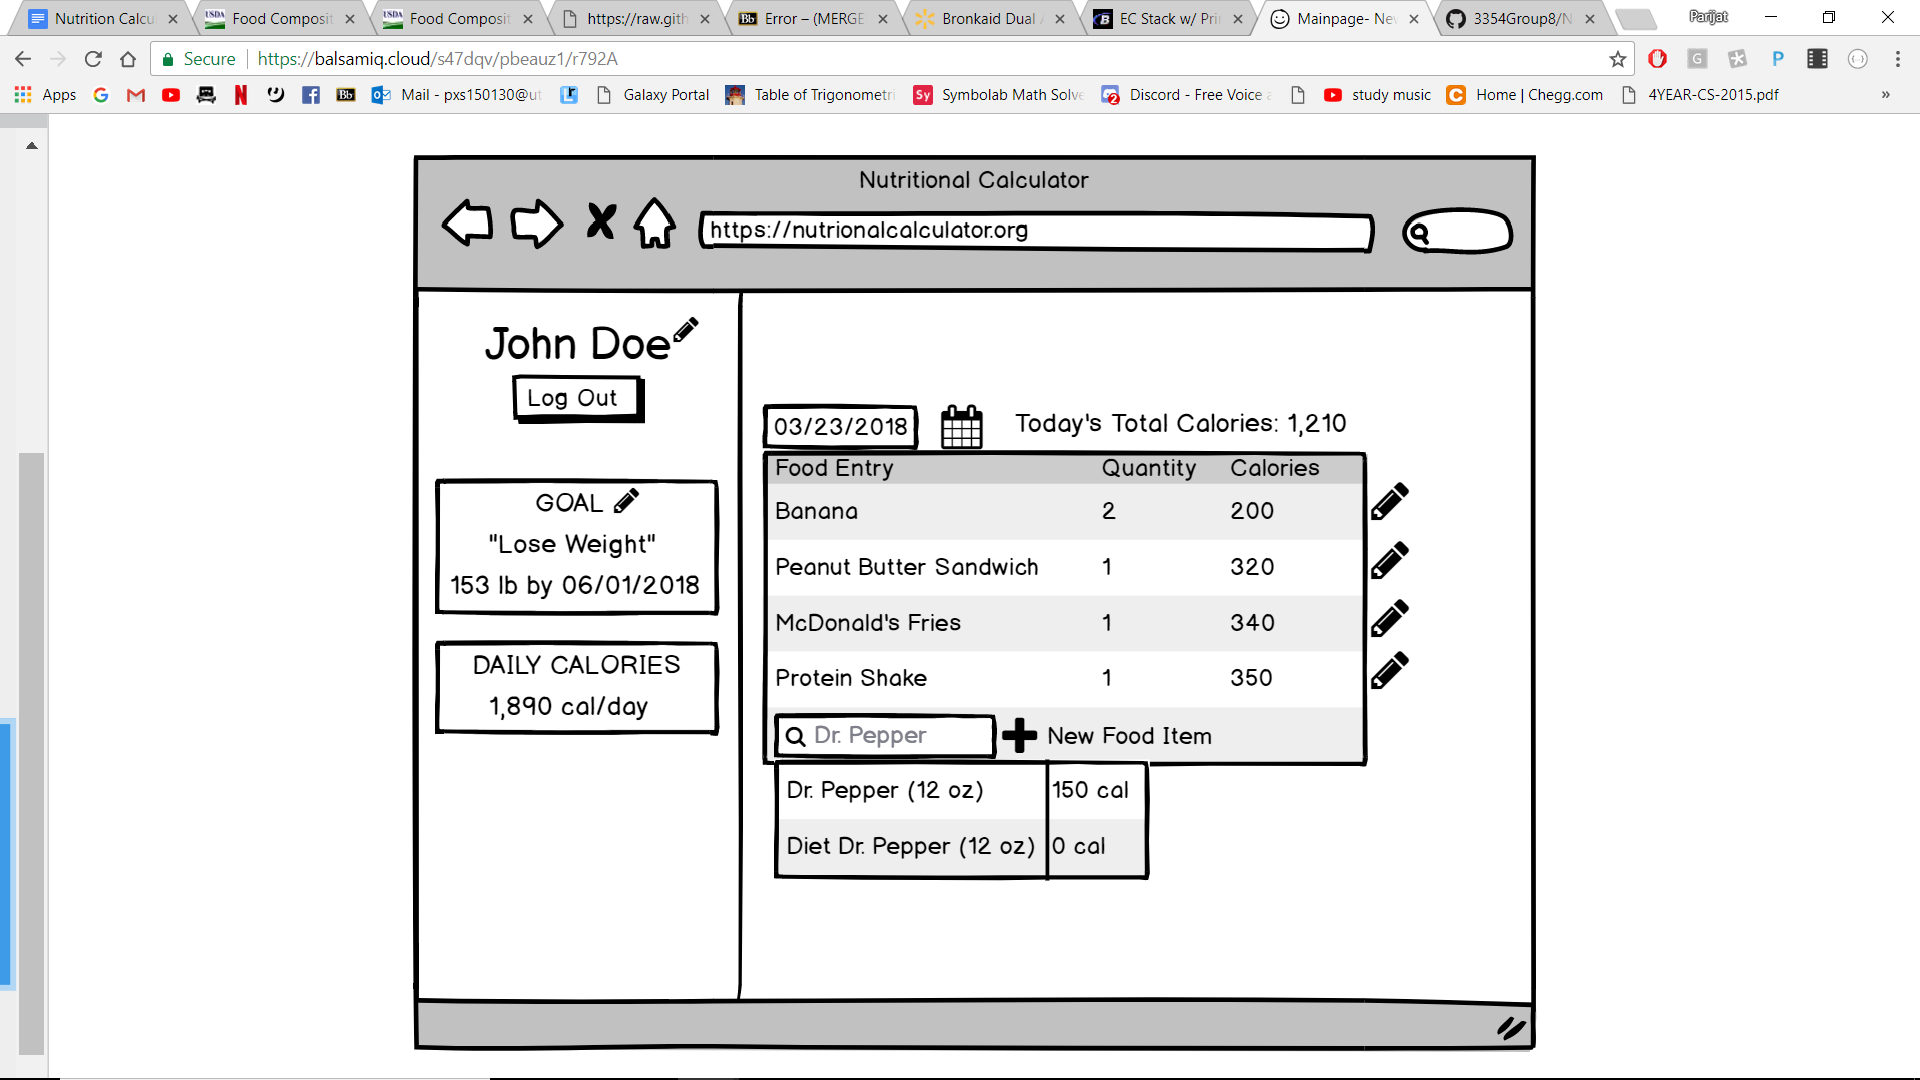 Nutrition Calcu
Food Composit
Food Composit
https://raw.gith
Error – (MERGE
Bronkaid Dual A
EC Stack w/ Pri
Mainpage- Nev
3354Group8/N
Parijat
Secure
https://balsamiq.cloud/s47dqv/pbeauz1/r792A
Apps
Mail - pxs150130@ut
Galaxy Portal
Table of Trigonometri
Symbolab Math Solve
Discord - Free Voice a
study music
Home | Chegg.com
4YEAR-CS-2015.pdf
»
Nutritional Calculator
https://nutrionalcalculator.org
John Doe
Log Out
GOAL
"Lose Weight"
153 lb by 06/01/2018
DAILY CALORIES
1,890 cal/day
03/23/2018
Today's Total Calories: 1,210
Food Entry Quantity Calories
Banana 2 200
Peanut Butter Sandwich 1 320
McDonald's Fries 1 340
Protein Shake 1 350
Dr. Pepper
New Food Item
Dr. Pepper (12 oz) 150 cal
Diet Dr. Pepper (12 oz) 0 cal